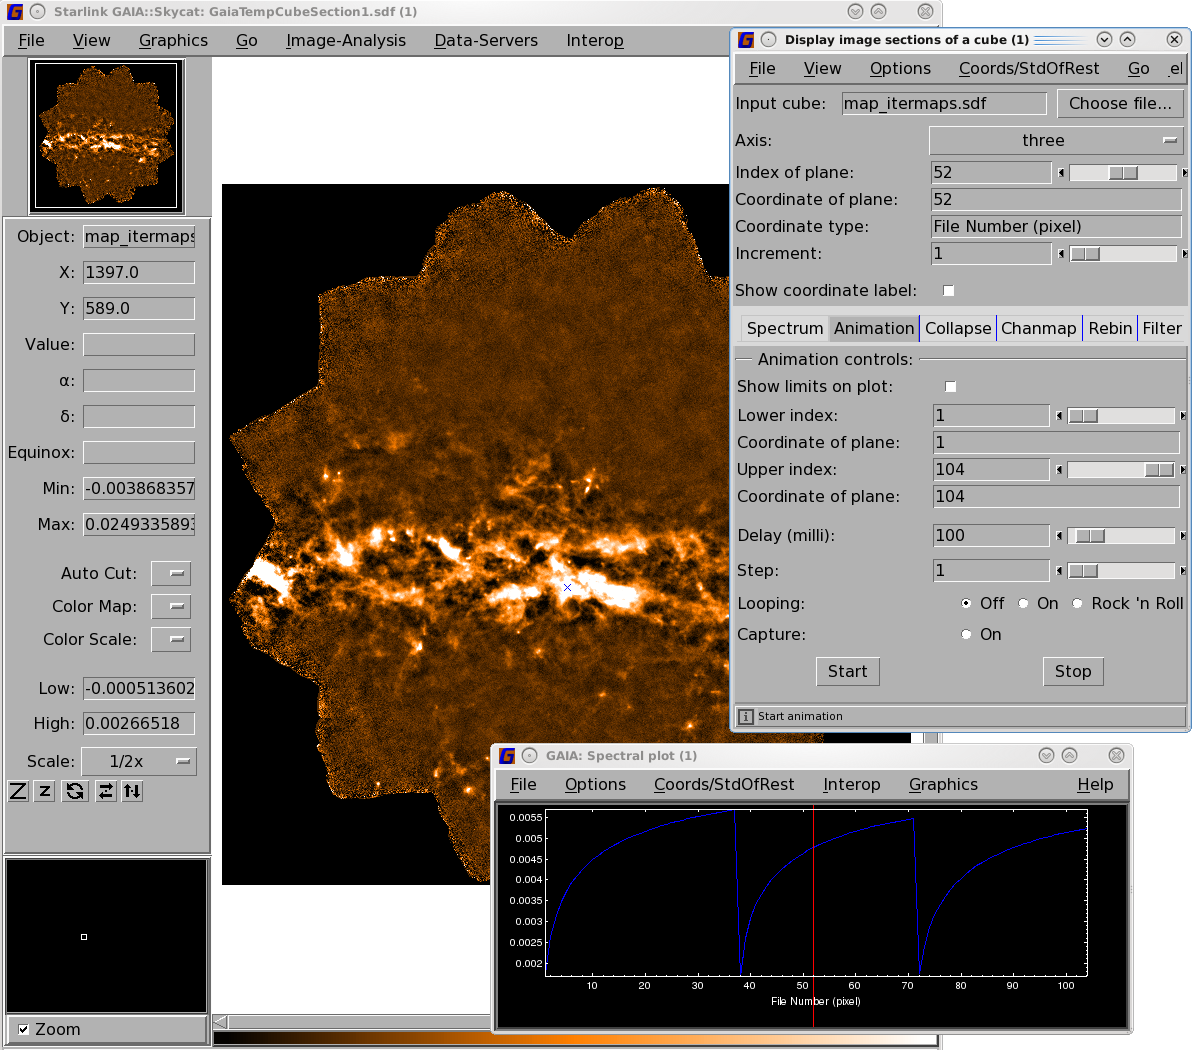 Starlink GAIA::Skycat: GaiaTempCubeSection1.sdf (1)
File View Graphics Go Image-Analysis Data-Servers Interop
Object: map_itermaps
X: 1397.0
Y: 589.0
Value:
α:
δ:
Equinox:
Min: -0.003868357
Max: 0.0249335893
Auto Cut:
Color Map:
Color Scale:
Low: -0.000513602
High: 0.00266518
Scale: 1/2x
Z z
Zoom
Display image sections of a cube (1)
File View Options Coords/StdOfRest Go el
Input cube: map_itermaps.sdf Choose file...
Axis: three
Index of plane: 52
Coordinate of plane: 52
Coordinate type: File Number (pixel)
Increment: 1
Show coordinate label:
Spectrum Animation Collapse Chanmap Rebin Filter
Animation controls:
Show limits on plot:
Lower index: 1
Coordinate of plane: 1
Upper index: 104
Coordinate of plane: 104
Delay (milli): 100
Step: 1
Looping: Off On Rock 'n Roll
Capture: On
Start Stop
Start animation
GAIA: Spectral plot (1)
File Options Coords/StdOfRest Interop Graphics Help
0.0055
0.005
0.0045
0.004
0.0035
0.003
0.0025
0.002
10 20 30 40 50 60 70 80 90 100
File Number (pixel)